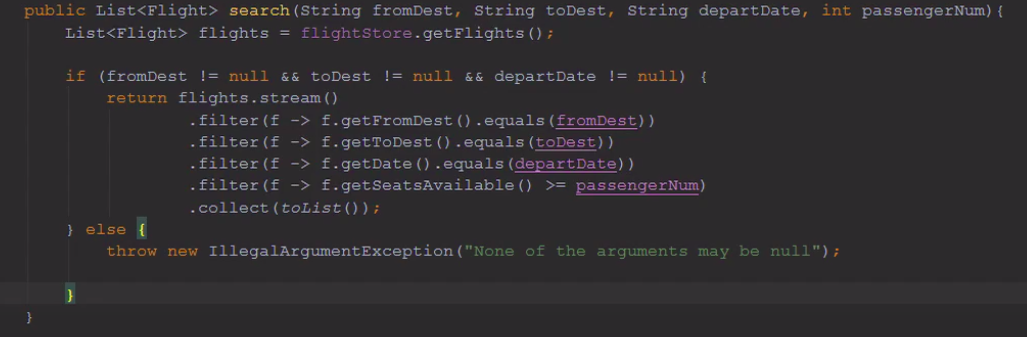 public List<Flight> search(String fromDest, String toDest, String departDate, int passengerNum){
List<Flight> flights = flightStore.getFlights();
if (fromDest != null && toDest != null && departDate != null) {
return flights.stream()
.filter(f -> f.getFromDest().equals(fromDest))
.filter(f -> f.getToDest().equals(toDest))
.filter(f -> f.getDate().equals(departDate))
.filter(f -> f.getSeatsAvailable() >= passengerNum)
.collect(toList());
} else {
throw new IllegalArgumentException("None of the arguments may be null");
}
}